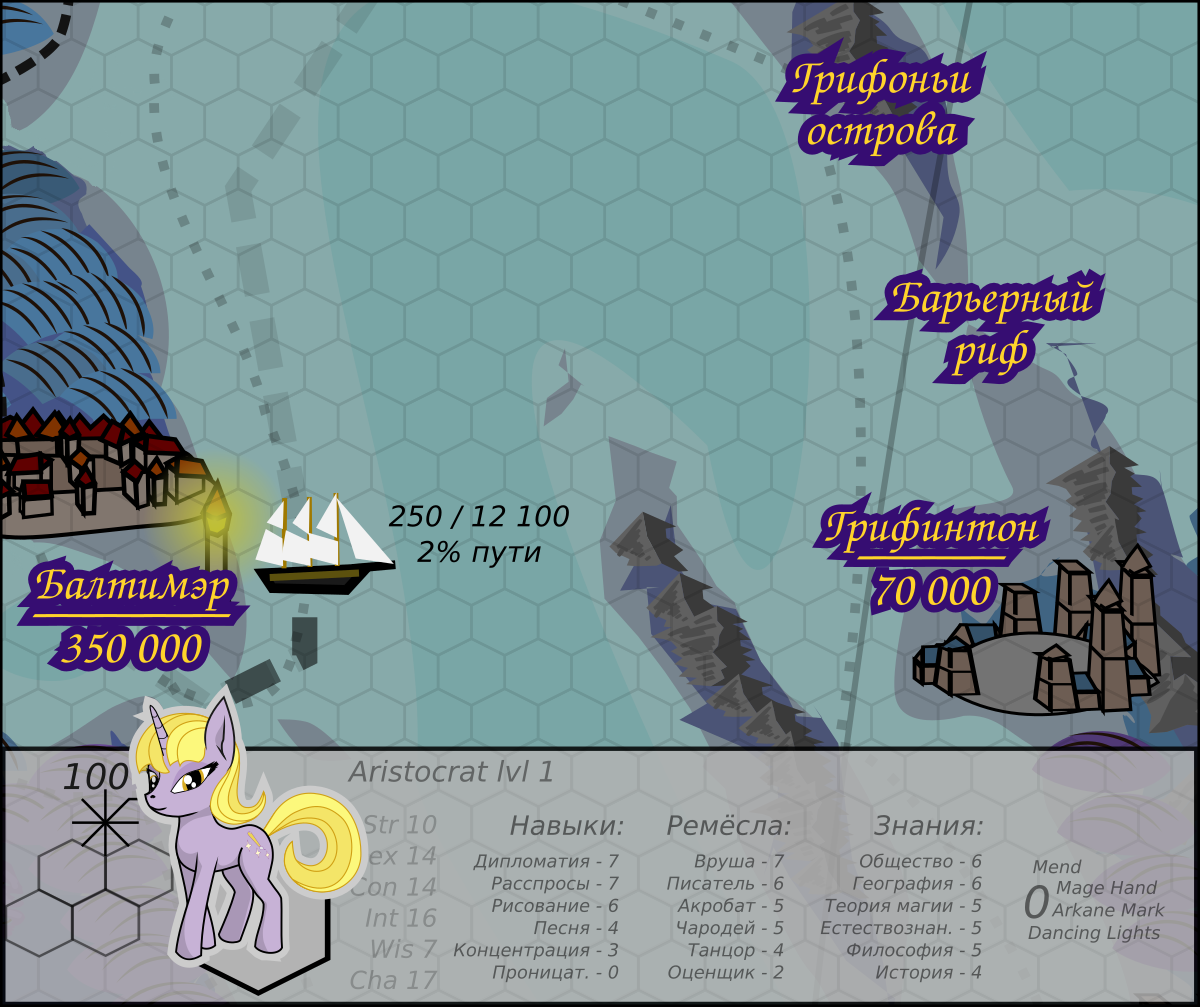 Грифоньи
острова
Барьерный
риф
Грифинтон
70 000
250 / 12 100
2% пути
Балтимэр
350 000
100
Aristocrat lvl 1
Str 10
ex 14
Con 14
Int 16
Wis 7
Cha 17
Навыки:
Дипломатия - 7
Расспросы - 7
Рисование - 6
Песня - 4
Концентрация - 3
Проницат. - 0
Ремёсла:
Вруша - 7
Писатель - 6
Акробат - 5
Чародей - 5
Танцор - 4
Оценщик - 2
Знания:
Общество - 6
География - 6
Теория магии - 5
Естествознан. - 5
Философия - 5
История - 4
Mend
0 Mage Hand
Arkane Mark
Dancing Lights